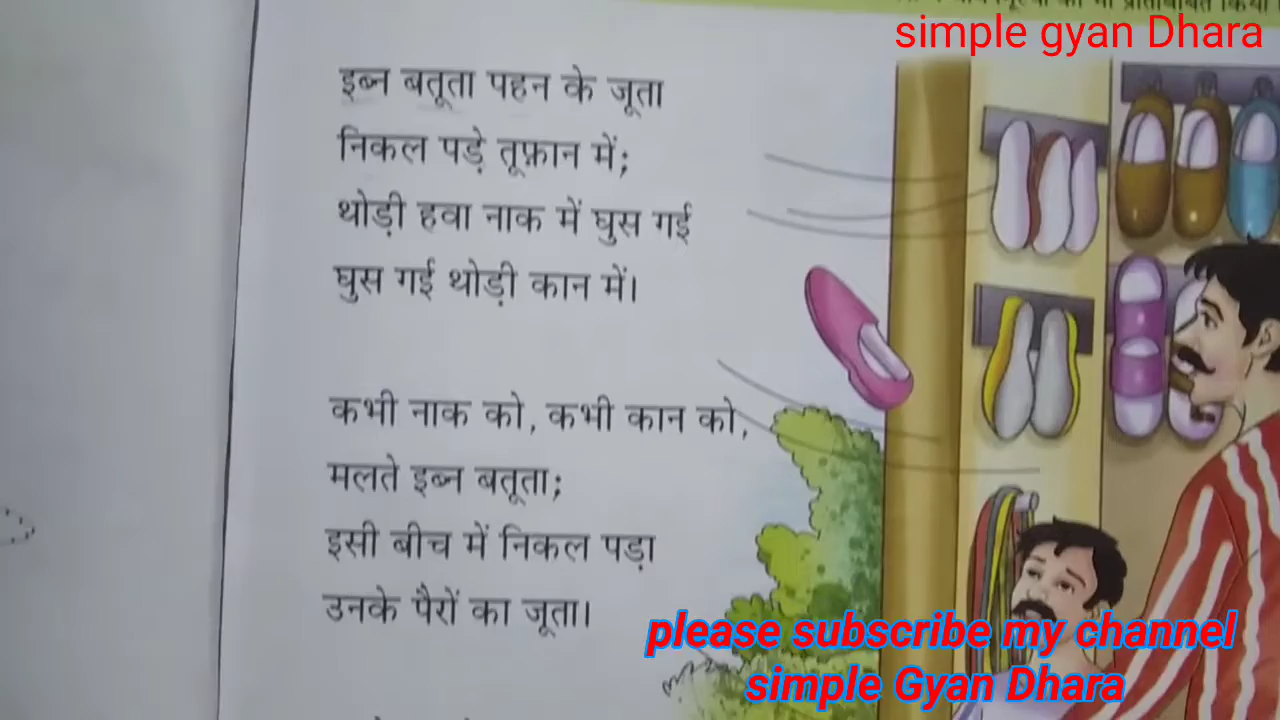 simple gyan Dhara
इब्न बतूता पहन के जूता
निकल पड़े तूफ़ान में;
थोड़ी हवा नाक में घुस गई
घुस गई थोड़ी कान में।
कभी नाक को, कभी कान को,
मलते इब्न बतूता;
इसी बीच में निकल पड़ा
उनके पैरों का जूता।
please subscribe my channel
simple Gyan Dhara